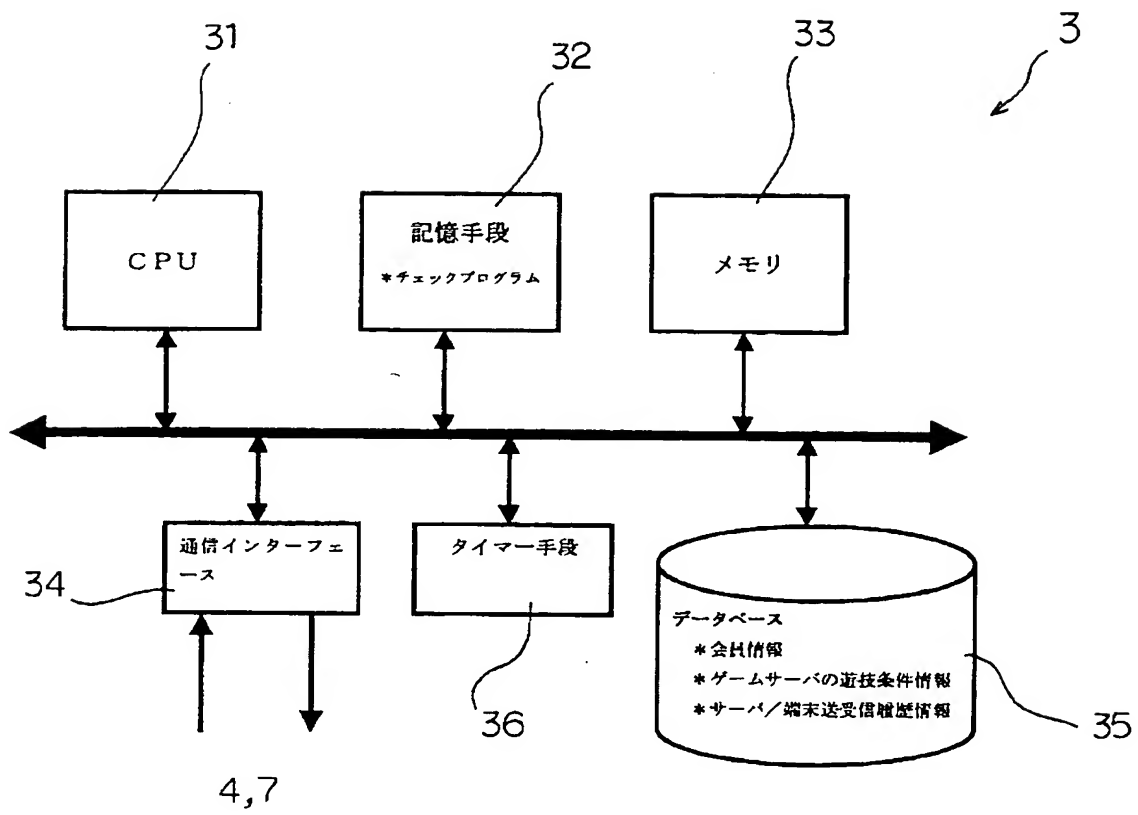 31
32
33
3
CPU
記憶手段
*チェックプログラム
メモリ
通信インターフェ
ース
34
タイマー手段
36
データベース
*会員情報
*ゲームサーバの遊技条件情報
*サーバ/端末送受信履歴情報
35
4,7